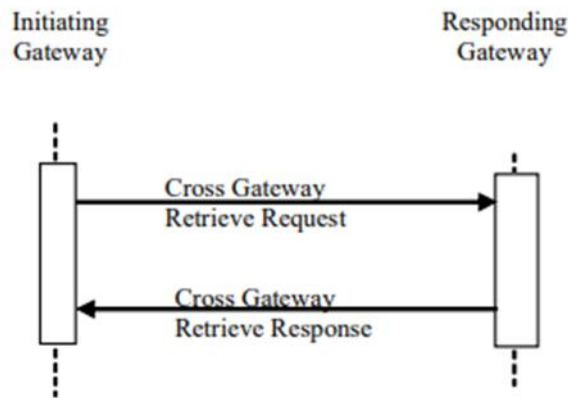 Initiating
Gateway
Responding
Gateway
Cross Gateway
Retrieve Request
Cross Gateway
Retrieve Response